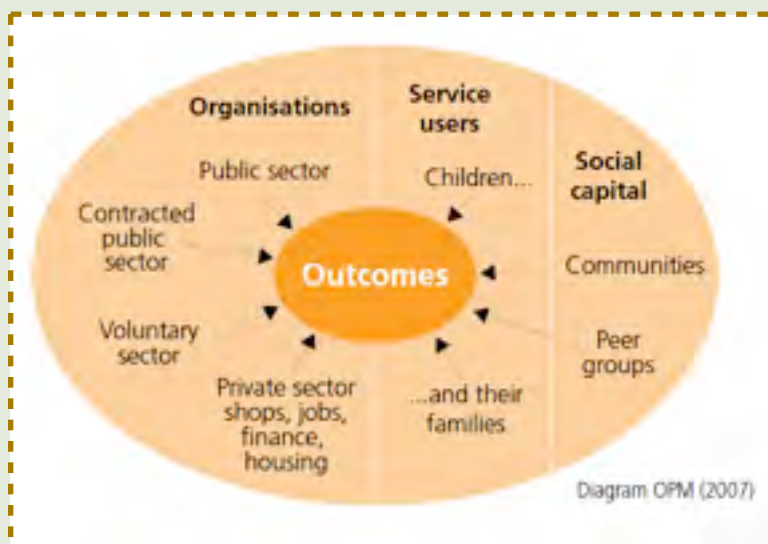 Organisations
Public sector
Contracted
public
sector
Voluntary
sector
Private sector
shops, jobs,
finance,
housing
Outcomes
Service
users
Children...
...and their
families
Social
capital
Communities
Peer
groups
Diagram OPM (2007)